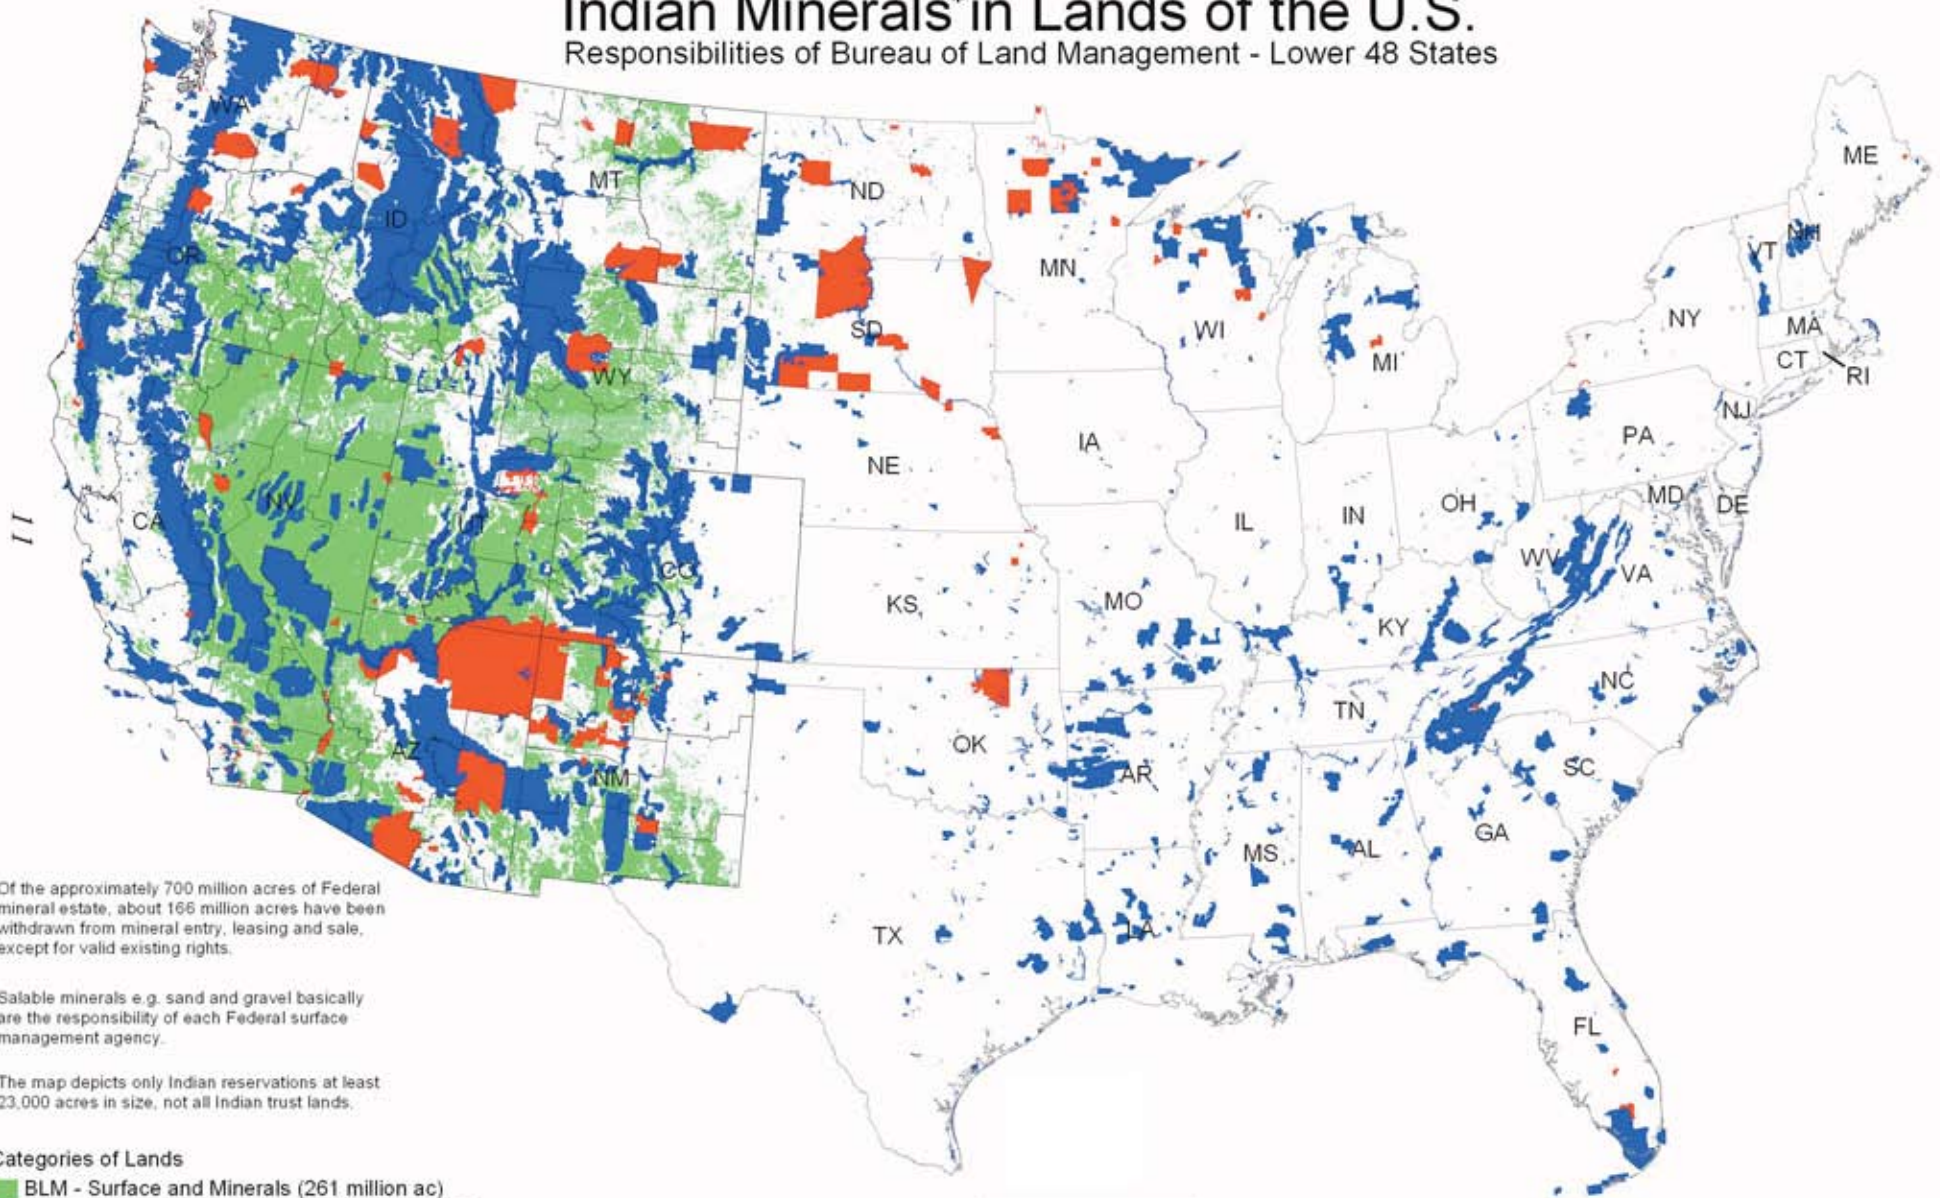 Indian Minerals in Lands of the U.S.
Responsibilities of Bureau of Land Management - Lower 48 States
WA
MT
ND
ME
ID
OR
MN
VT
NH
SD
WI
NY
MA
MI
CT
RI
WY
NJ
IA
PA
NE
NV
OH
MD
DE
CA
UT
IL
IN
11
CO
WV
VA
KS
MO
KY
NC
TN
AZ
OK
NM
AR
SC
GA
MS
AL
TX
LA
FL
Of the approximately 700 million acres of Federal
mineral estate, about 166 million acres have been
withdrawn from mineral entry, leasing and sale,
except for valid existing rights.
Salable minerals e.g. sand and gravel basically
are the responsibility of each Federal surface
management agency.
The map depicts only Indian reservations at least
23,000 acres in size, not all Indian trust lands.
Categories of Lands
BLM - Surface and Minerals (261 million ac)